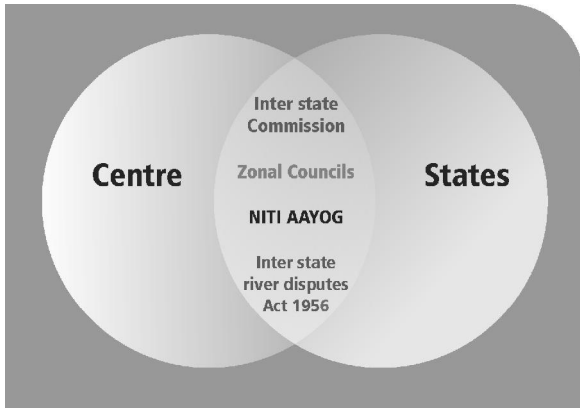 Centre
Inter state
Commission
Zonal Councils
NITI AAYOG
Inter state
river disputes
Act 1956
States